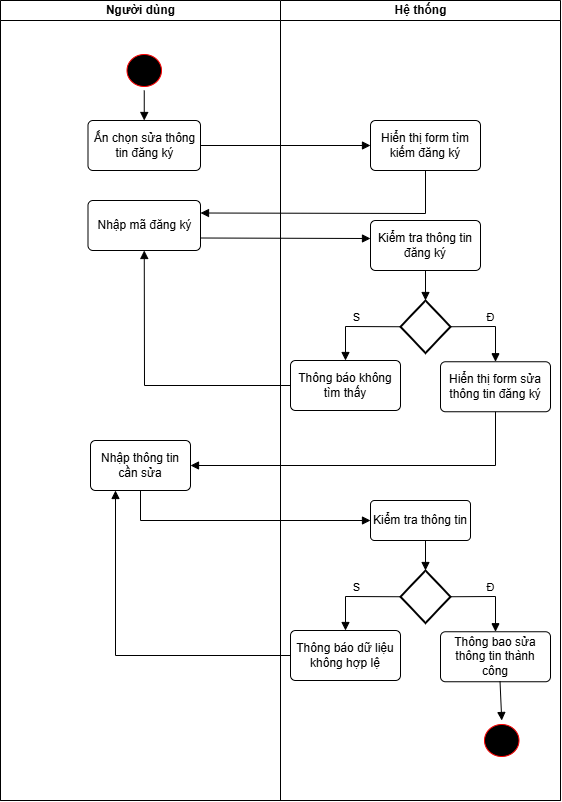 Người dùng
Hệ thống
Ấn chọn sửa thông
tin đăng ký
Hiển thị form tìm
kiếm đăng ký
Nhập mã đăng ký
Kiểm tra thông tin
đăng ký
S
Đ
Thông báo không
tìm thấy
Hiển thị form sửa
thông tin đăng ký
Nhập thông tin
cần sửa
Kiểm tra thông tin
S
Đ
Thông báo dữ liệu
không hợp lệ
Thông bao sửa
thông tin thành
công